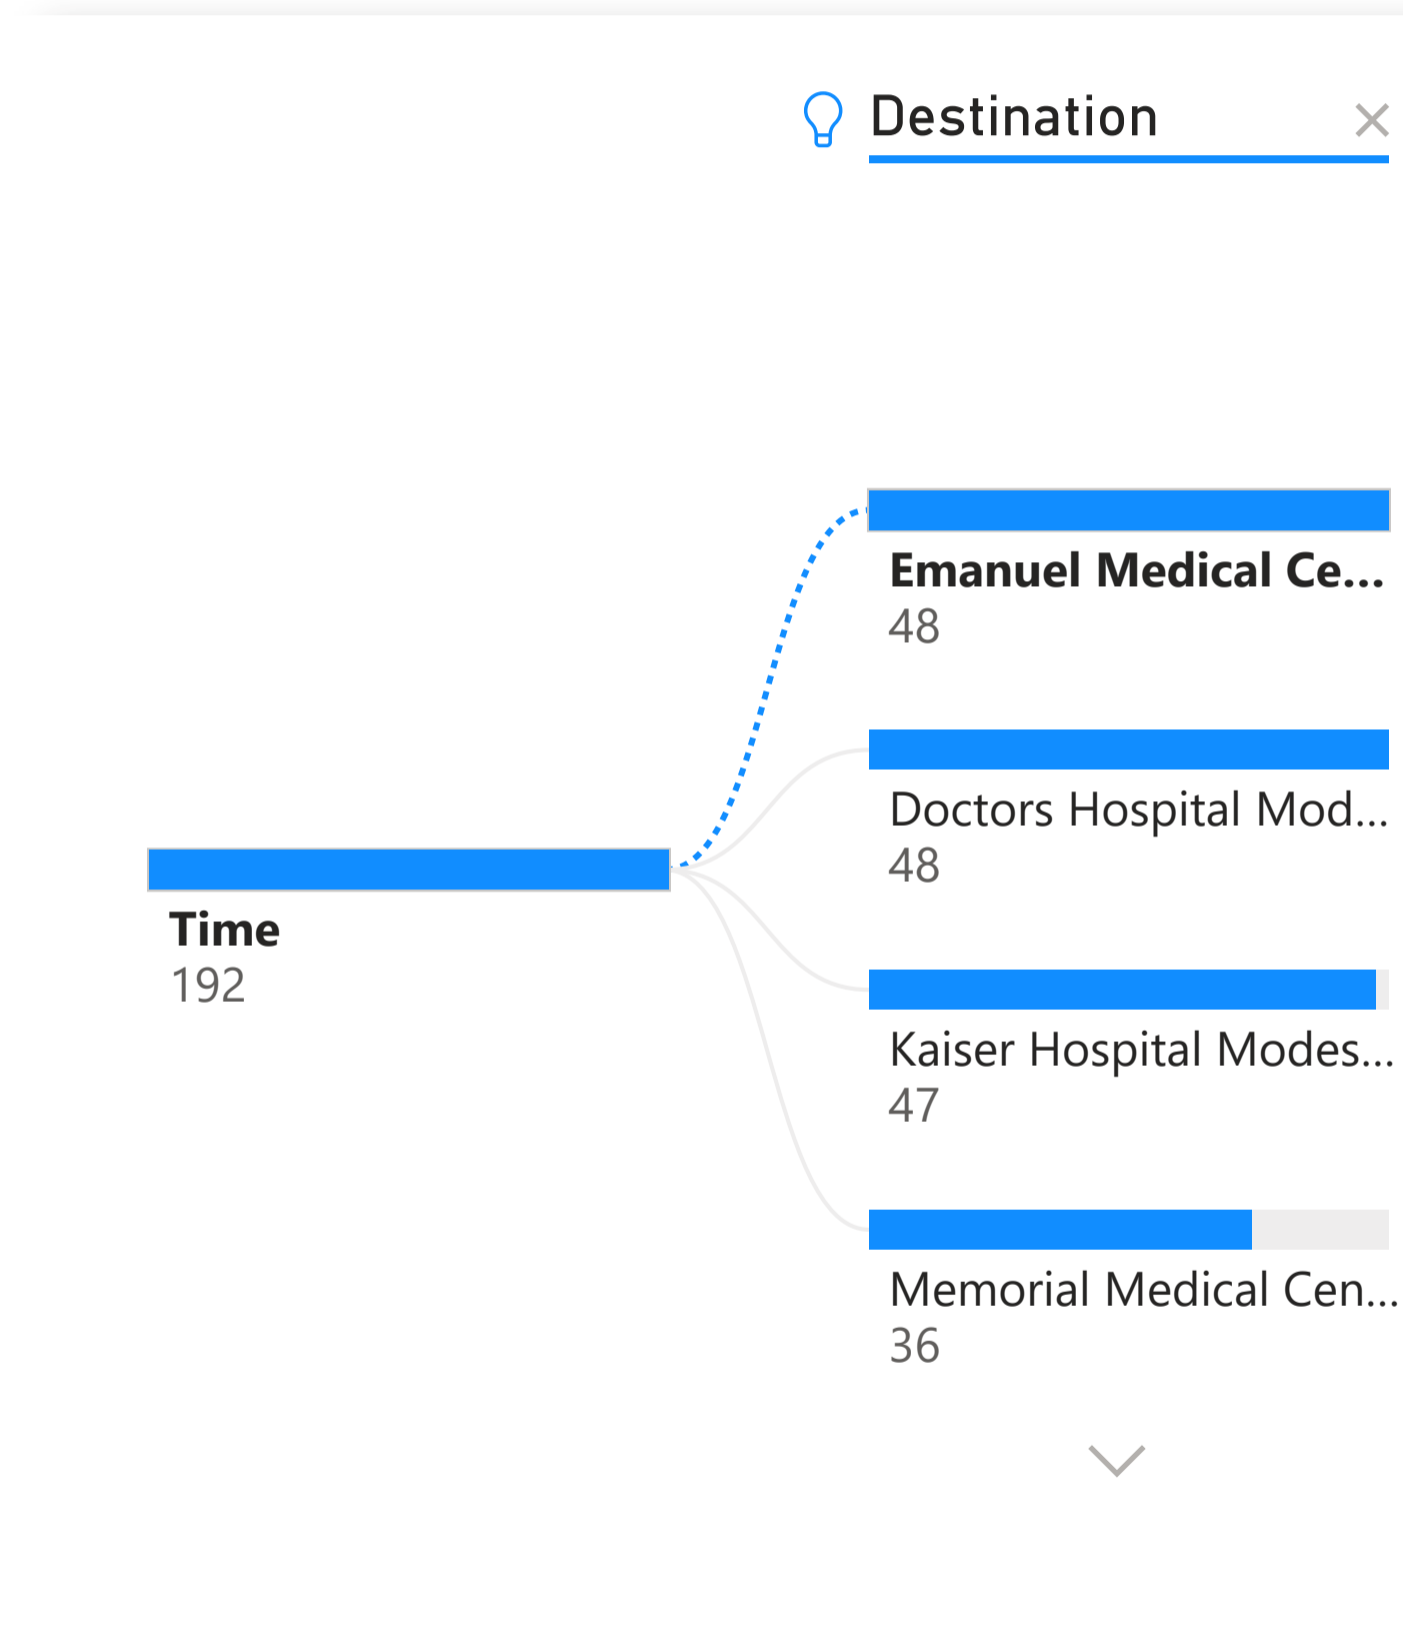 Destination
Emanuel Medical Ce...
48
Doctors Hospital Mod...
48
Time
192
Kaiser Hospital Modes...
47
Memorial Medical Cen...
36